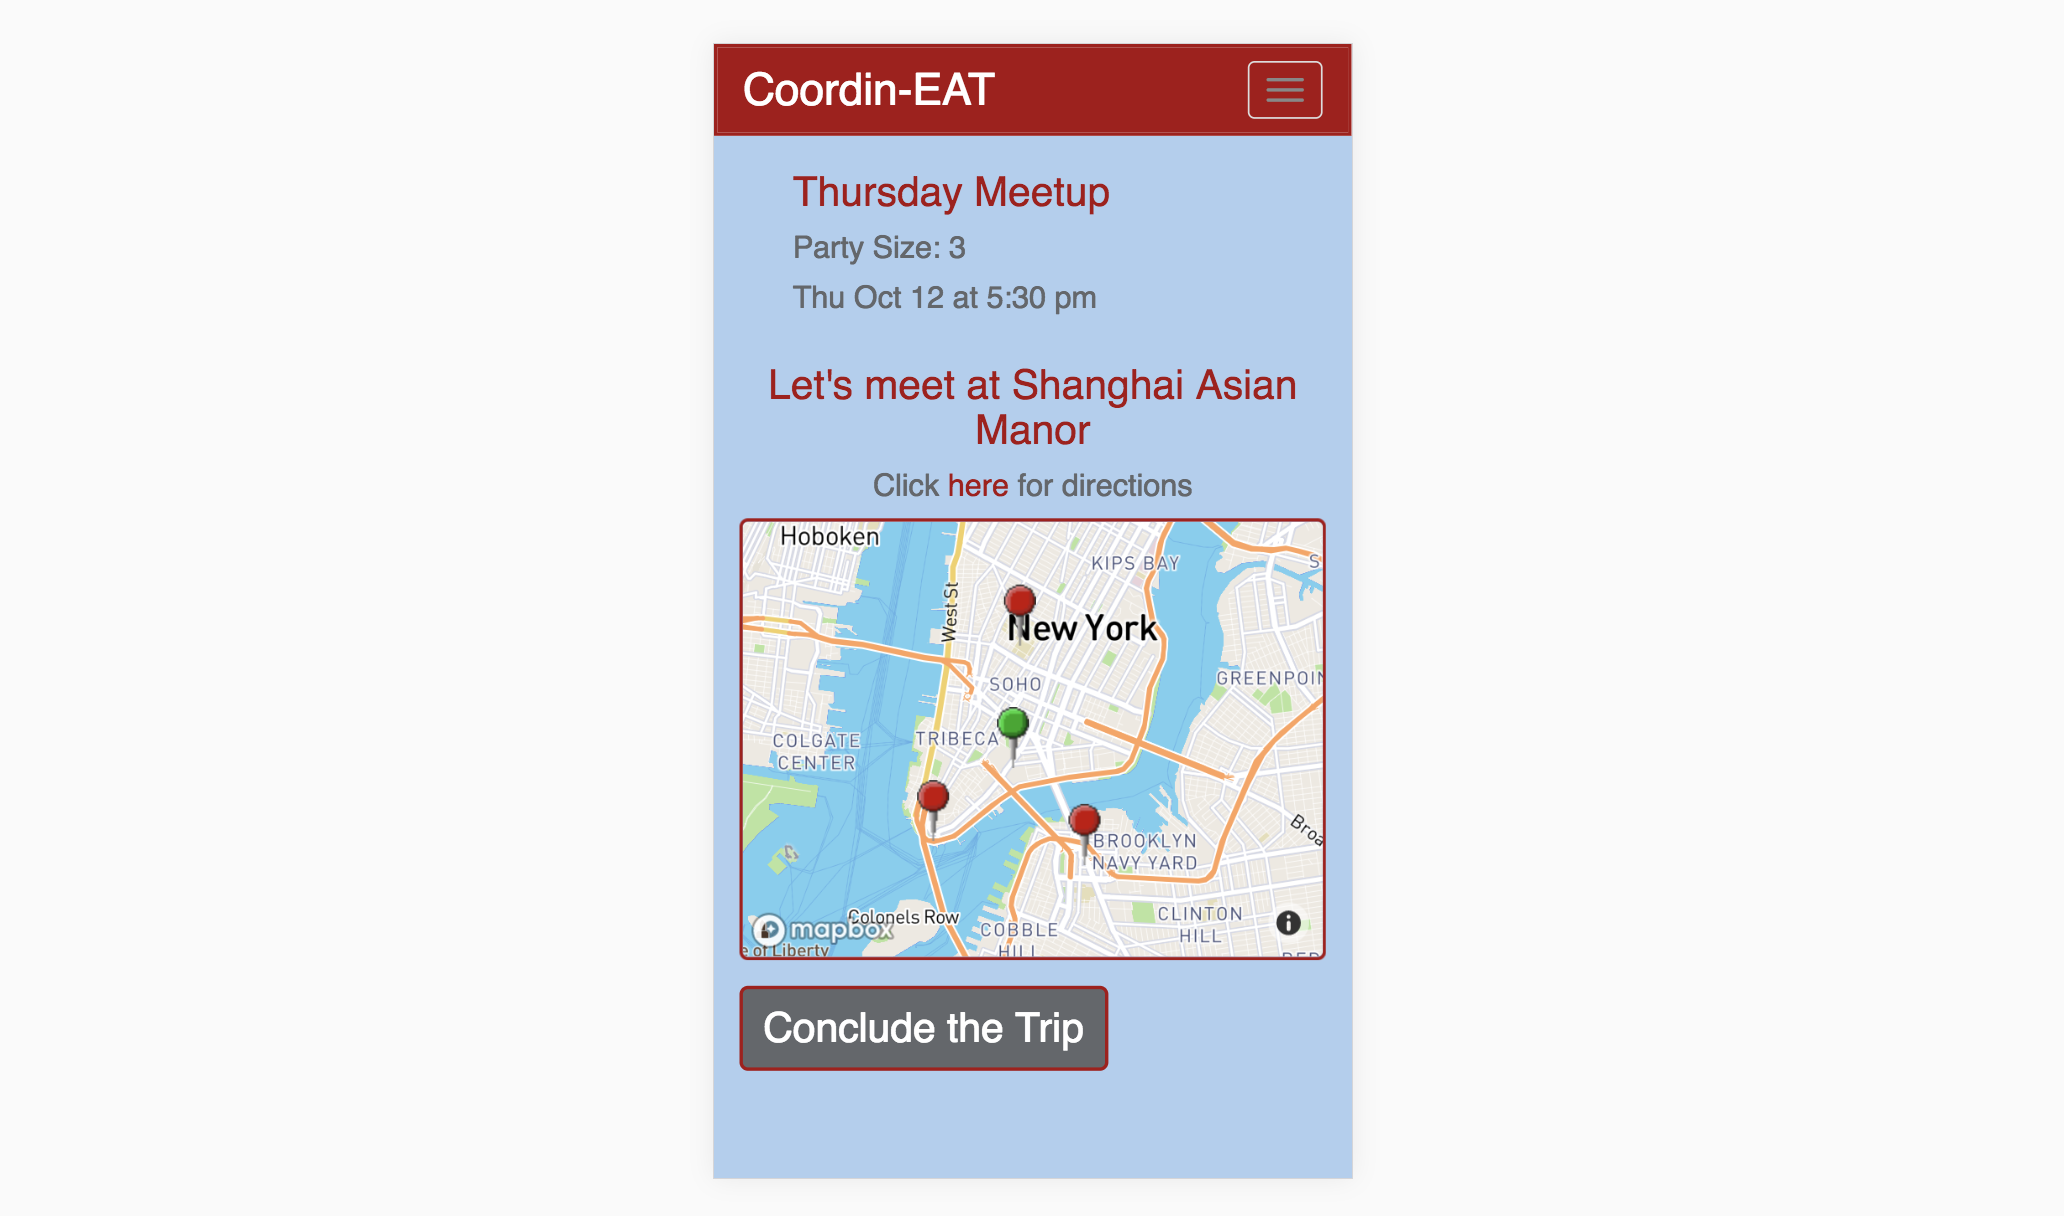 Coordin-EAT
Thursday Meetup
Party Size: 3
Thu Oct 12 at 5:30 pm
Let's meet at Shanghai Asian
Manor
Click here for directions
Hoboken
KIPS BAY
S
West St
New York
SOHO
GREENPOIN
TRIBECA
COLGATE
CENTER
BROOKLYN
NAVY YARD
Broa
Colonels Row
CLINTON
HILL
mapbox
COBBLE
HILL
e of Liberty
BED
Conclude the Trip